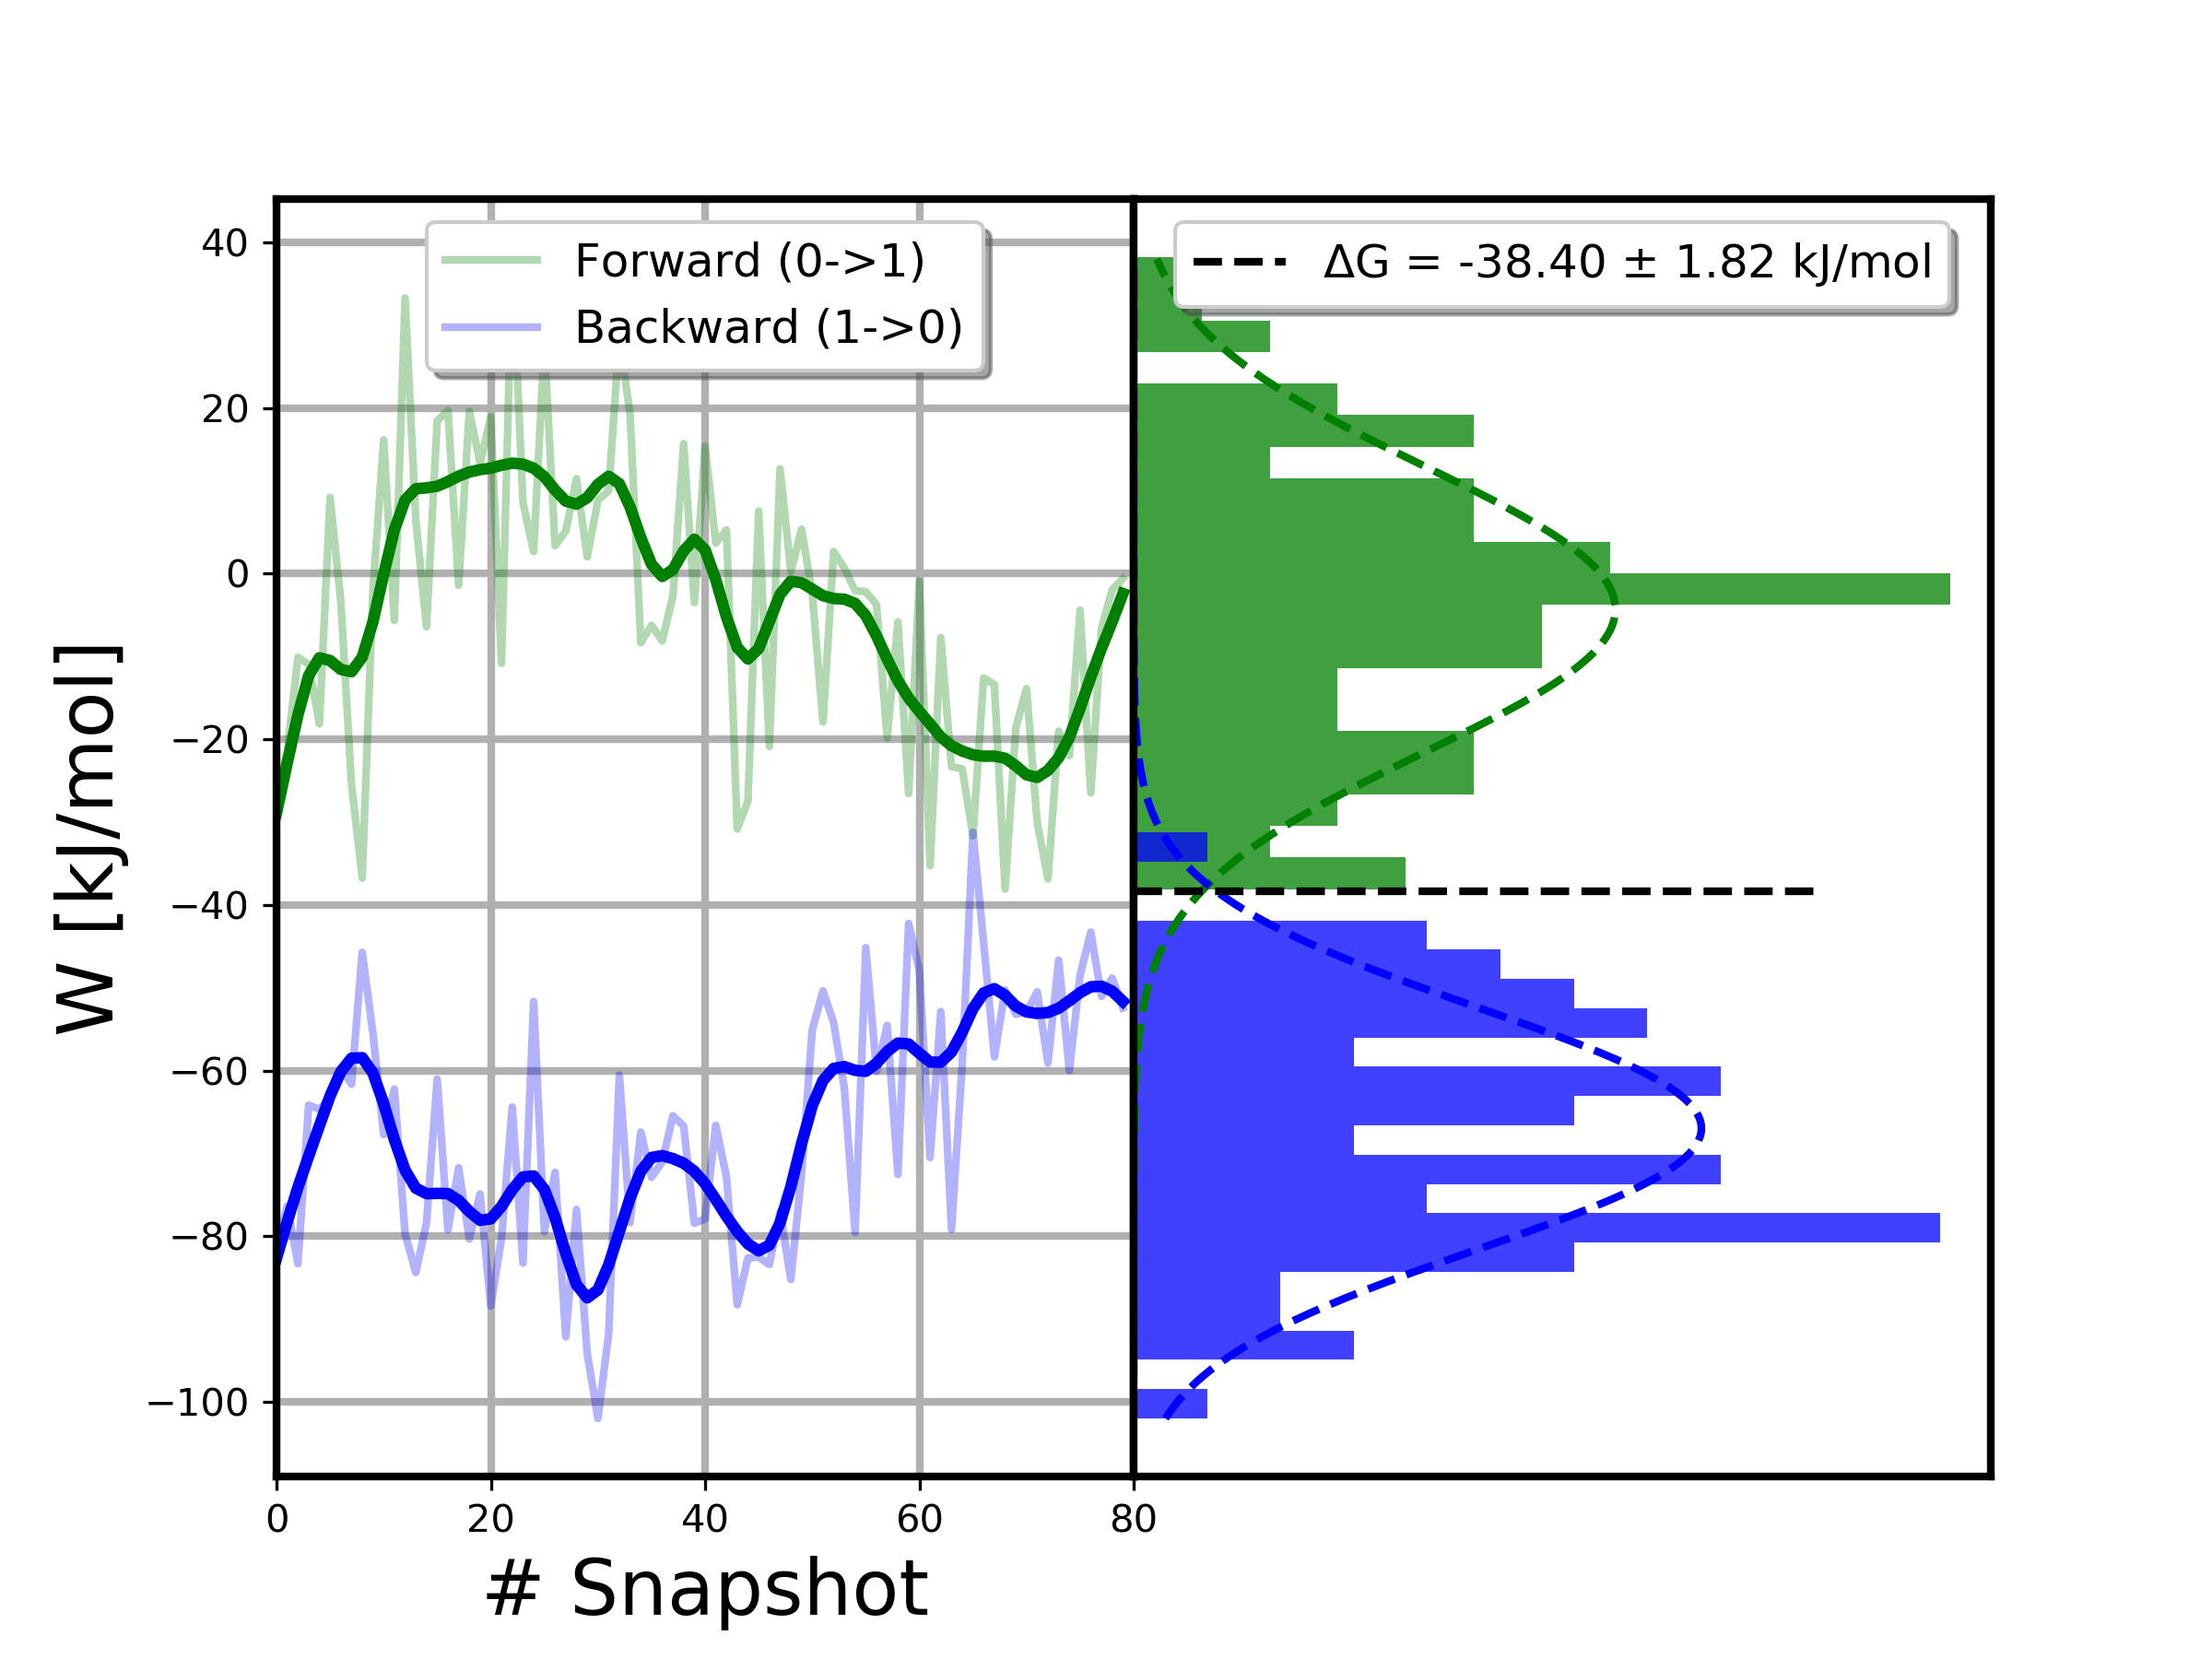 Forward (0->1)
Backward (1->0)
ΔG = -38.40 ± 1.82 kJ/mol
W [kJ/mol]
40
20
0
−20
−40
−60
−80
−100
0 20 40 60 80
# Snapshot